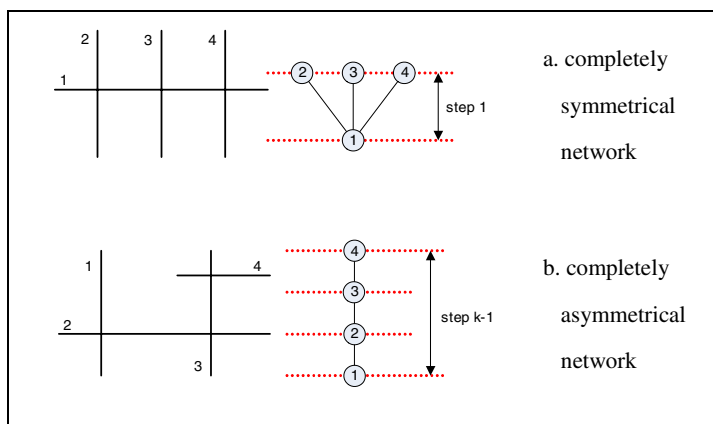 2 3 4
1
2 3 4
step 1
1
a. completely
symmetrical
network
1 4
2
3
4
3
step k-1
2
1
b. completely
asymmetrical
network